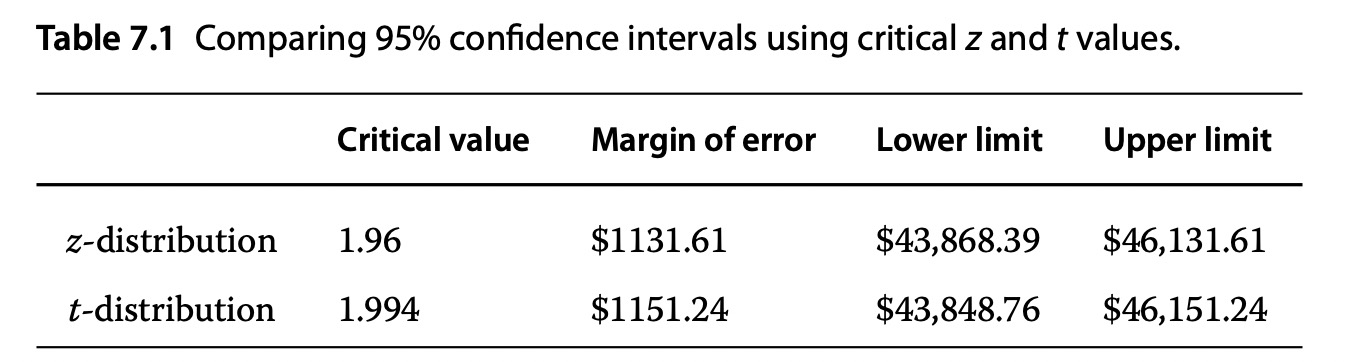 Table 7.1 Comparing 95% confidence intervals using critical z and t values.
Critical value Margin of error Lower limit Upper limit
z-distribution 1.96 $1131.61 $43,868.39 $46,131.61
t-distribution 1.994 $1151.24 $43,848.76 $46,151.24